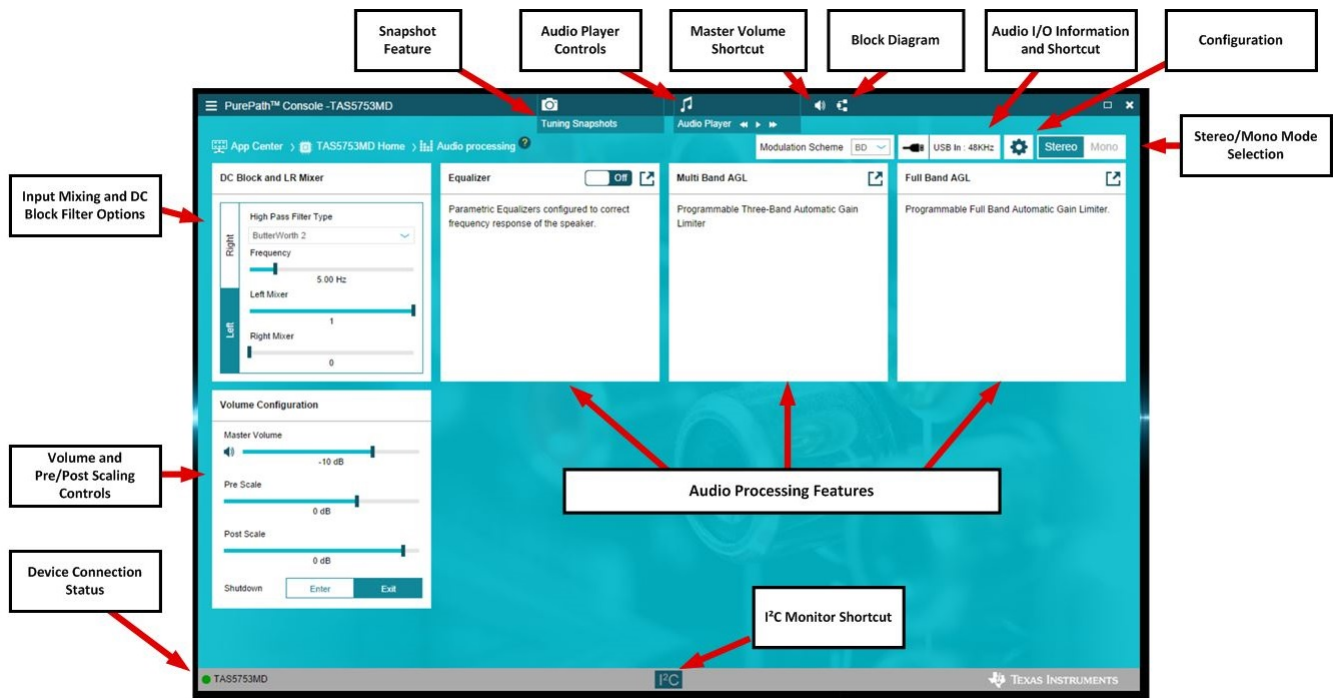 Snapshot
Feature
Audio Player
Controls
Master Volume
Shortcut
Block Diagram
Audio I/O Information
and Shortcut
Configuration
Stereo/Mono Mode
Selection
Input Mixing and DC
Block Filter Options
Volume and
Pre/Post Scaling
Controls
Device Connection
Status
PurePath™ Console -TAS5753MD
Tuning Snapshots
Audio Player
App Center > TAS5753MD Home > Audio processing ?
Modulation Scheme BD
USB In : 48KHz
Stereo Mono
DC Block and LR Mixer
Right
Left
High Pass Filter Type
ButterWorth 2
Frequency
5.00 Hz
Left Mixer
1
Right Mixer
0
Equalizer Off
Parametric Equalizers configured to correct
frequency response of the speaker.
Multi Band AGL
Programmable Three-Band Automatic Gain
Limiter
Full Band AGL
Programmable Full Band Automatic Gain Limiter.
Volume Configuration
Master Volume
-10 dB
Pre Scale
0 dB
Post Scale
0 dB
Shutdown Enter Exit
Audio Processing Features
I²C Monitor Shortcut
TAS5753MD
I²C
TEXAS INSTRUMENTS